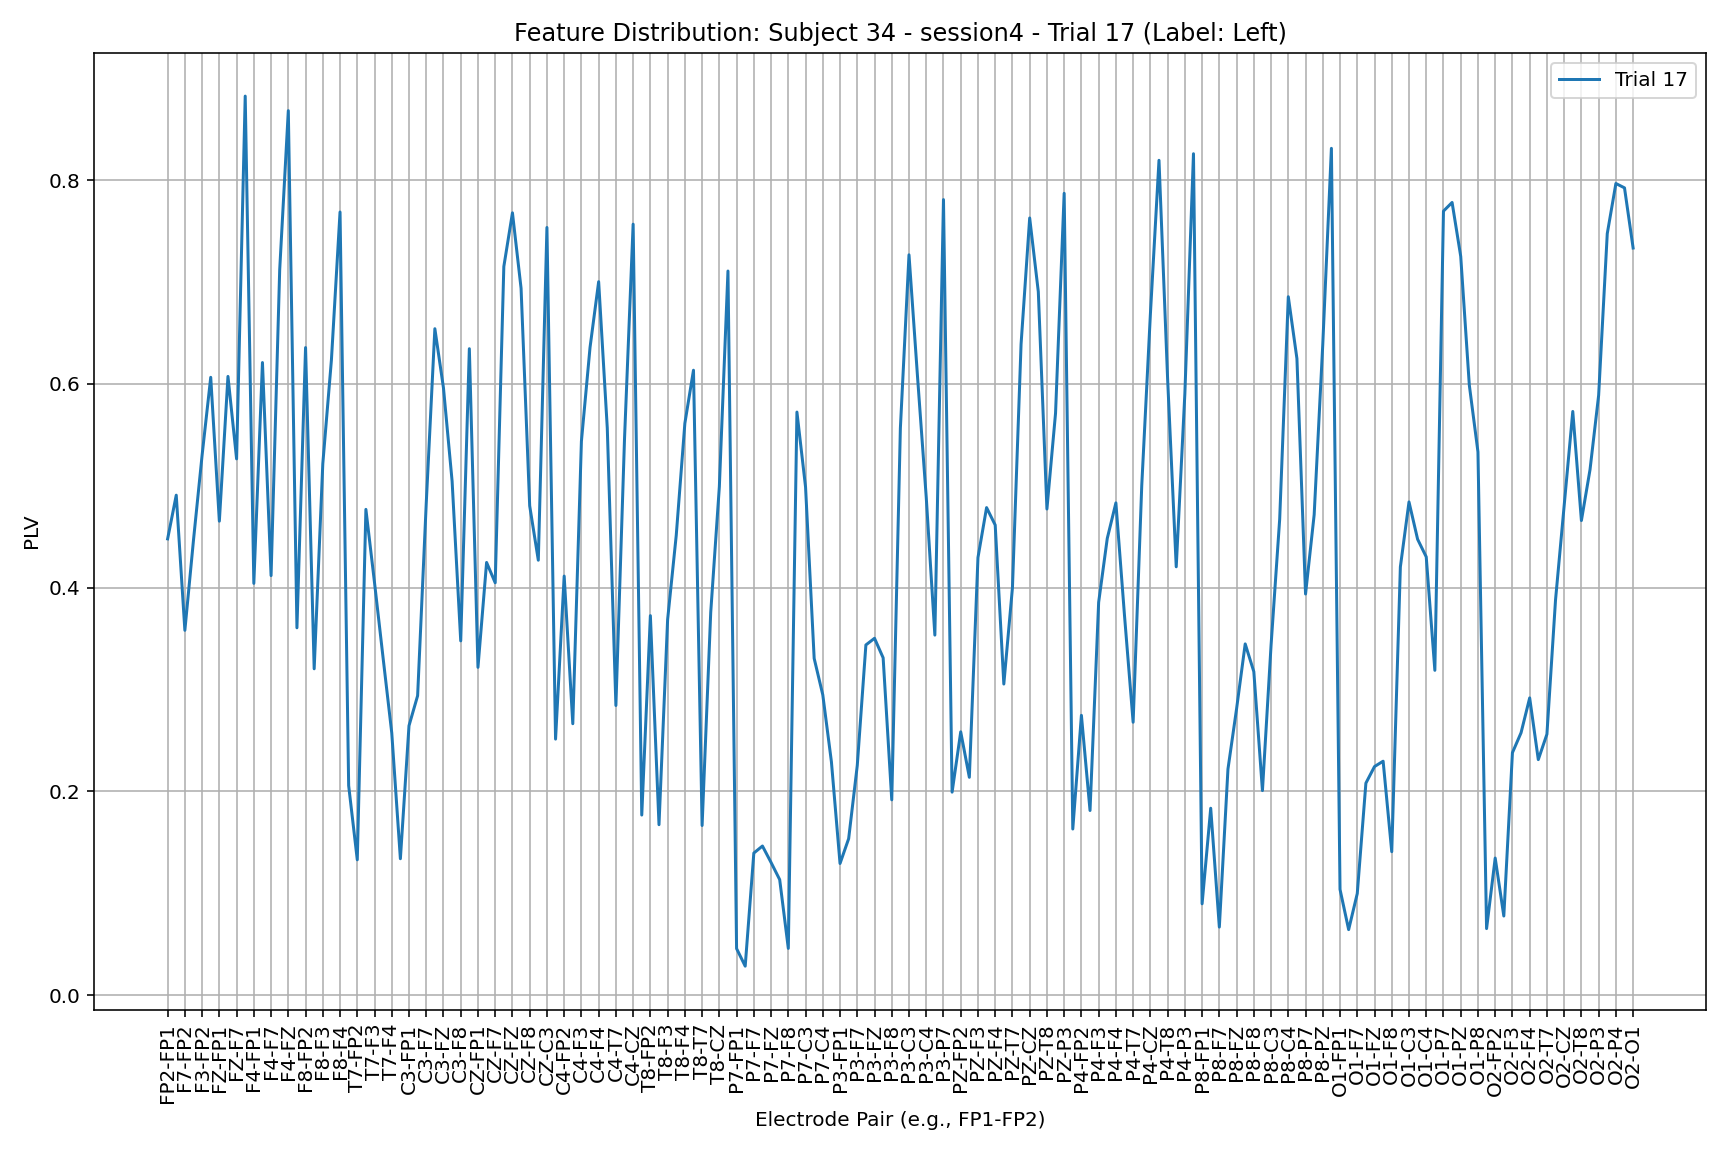 Feature Distribution: Subject 34 - session4 - Trial 17 (Label: Left)
Trial 17
PLV
0.8
0.6
0.4
0.2
0.0
FP2-FP1
F7-FP2
F3-FP2
FZ-FP1
FZ-F7
F4-FP1
F4-F7
F4-FZ
F8-FP2
F8-F3
F8-F4
T7-FP2
T7-F3
T7-F4
C3-FP1
C3-F7
C3-FZ
C3-F8
CZ-FP1
CZ-F7
CZ-FZ
CZ-F8
CZ-C3
C4-FP2
C4-F3
C4-F4
C4-T7
C4-CZ
T8-FP2
T8-F3
T8-F4
T8-T7
T8-CZ
P7-FP1
P7-F7
P7-FZ
P7-F8
P7-C3
P7-C4
P3-FP1
P3-F7
P3-FZ
P3-F8
P3-C3
P3-C4
P3-P7
PZ-FP2
PZ-F3
PZ-F4
PZ-T7
PZ-CZ
PZ-T8
PZ-P3
P4-FP2
P4-F3
P4-F4
P4-T7
P4-CZ
P4-T8
P4-P3
P8-FP1
P8-F7
P8-FZ
P8-F8
P8-C3
P8-C4
P8-P7
P8-PZ
O1-FP1
O1-F7
O1-FZ
O1-F8
O1-C3
O1-C4
O1-P7
O1-PZ
O1-P8
O2-FP2
O2-F3
O2-F4
O2-T7
O2-CZ
O2-T8
O2-P3
O2-P4
O2-O1
Electrode Pair (e.g., FP1-FP2)